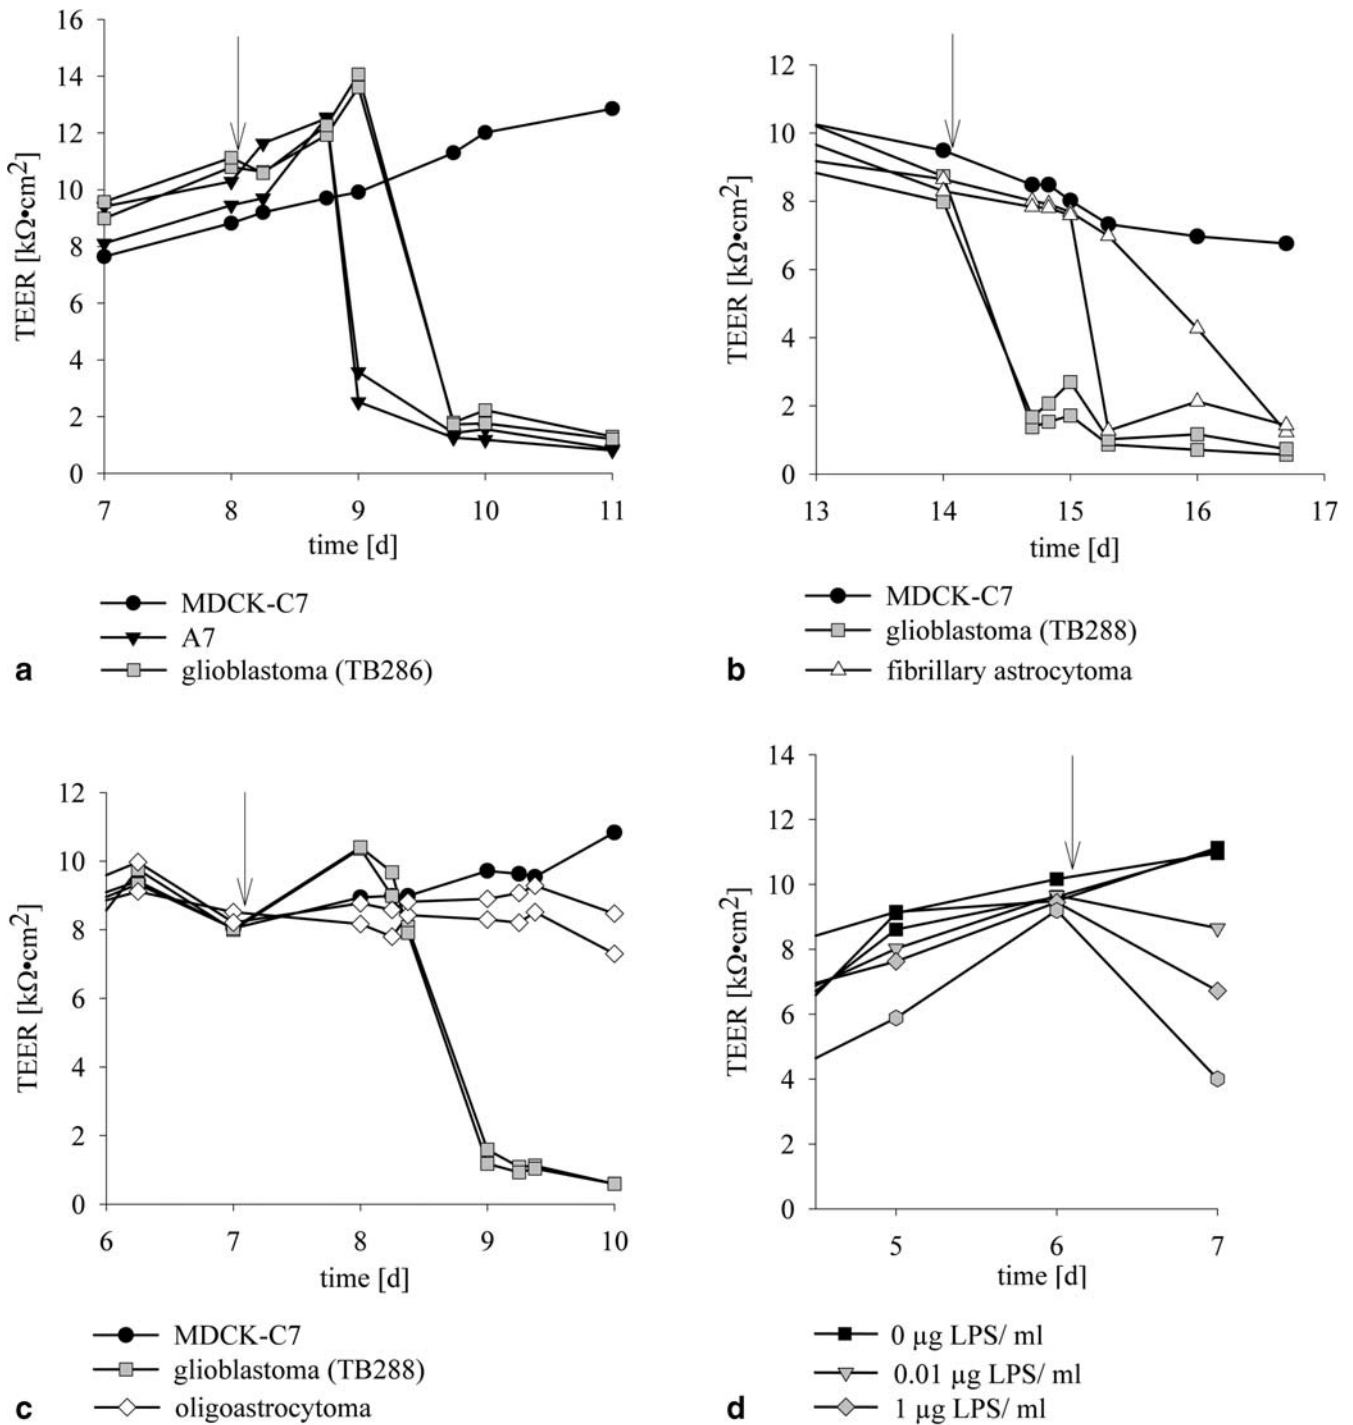 16
14
12
10
8
6
4
2
0
TEER [kΩ•cm2]
7 8 9 10 11
time [d]
MDCK-C7
A7
glioblastoma (TB286)
a
12
10
8
6
4
2
0
TEER [kΩ•cm2]
13 14 15 16 17
time [d]
MDCK-C7
glioblastoma (TB288)
fibrillary astrocytoma
b
12
10
8
6
4
2
0
TEER [kΩ•cm2]
6 7 8 9 10
time [d]
MDCK-C7
glioblastoma (TB288)
oligoastrocytoma
c
14
12
10
8
6
4
2
0
TEER [kΩ•cm2]
5 6 7
time [d]
0 µg LPS/ ml
0.01 µg LPS/ ml
1 µg LPS/ ml
d